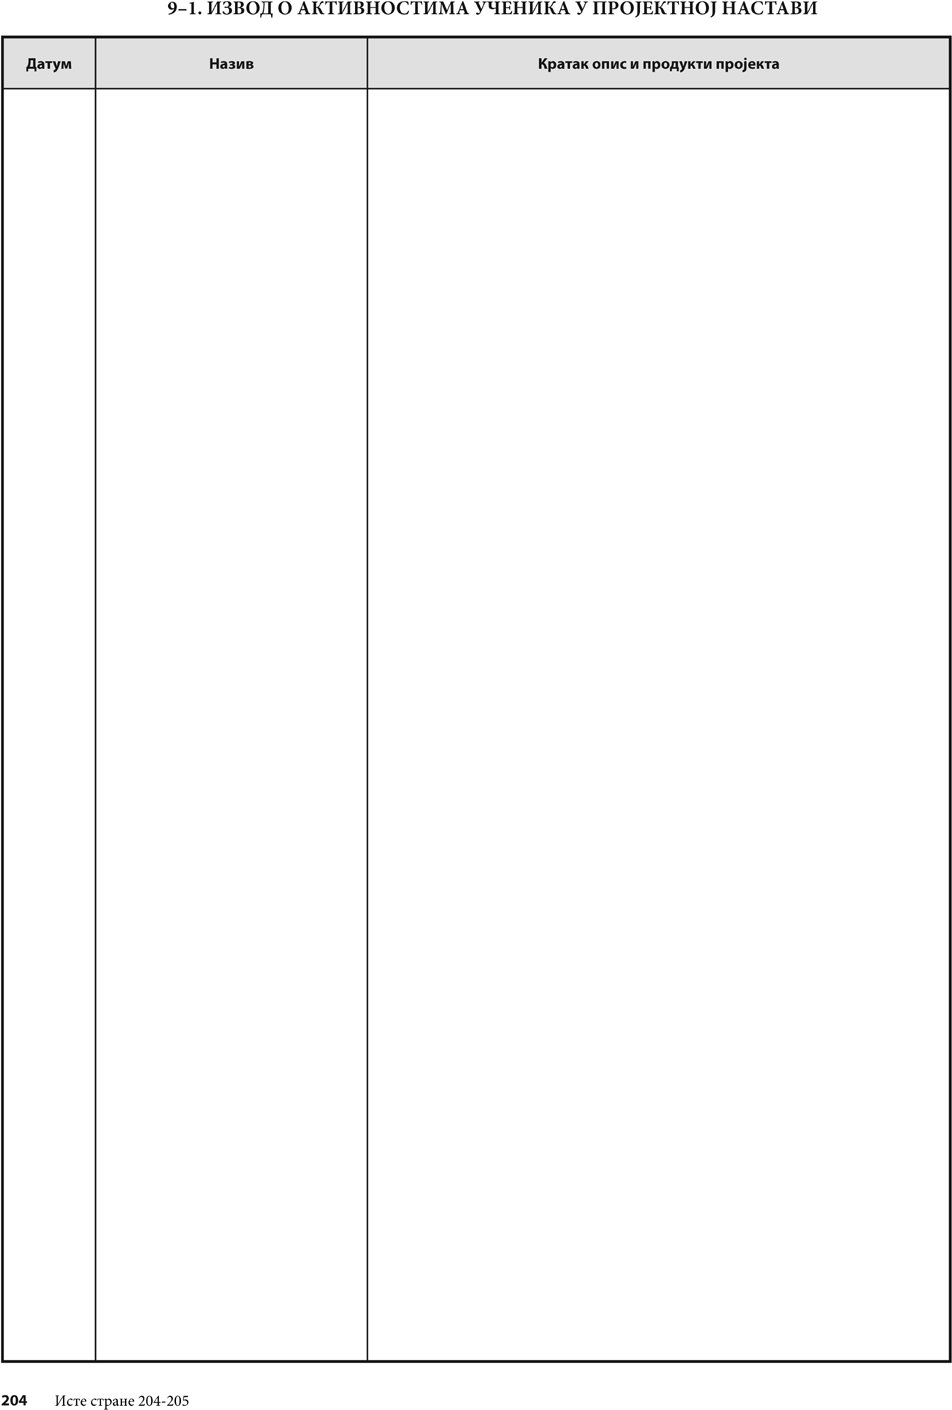 9–1. ИЗВОД О АКТИВНОСТИМА УЧЕНИКА У ПРОЈЕКТНОЈ НАСТАВИ
Датум Назив Кратак опис и продукти пројекта
204 Исте стране 204-205